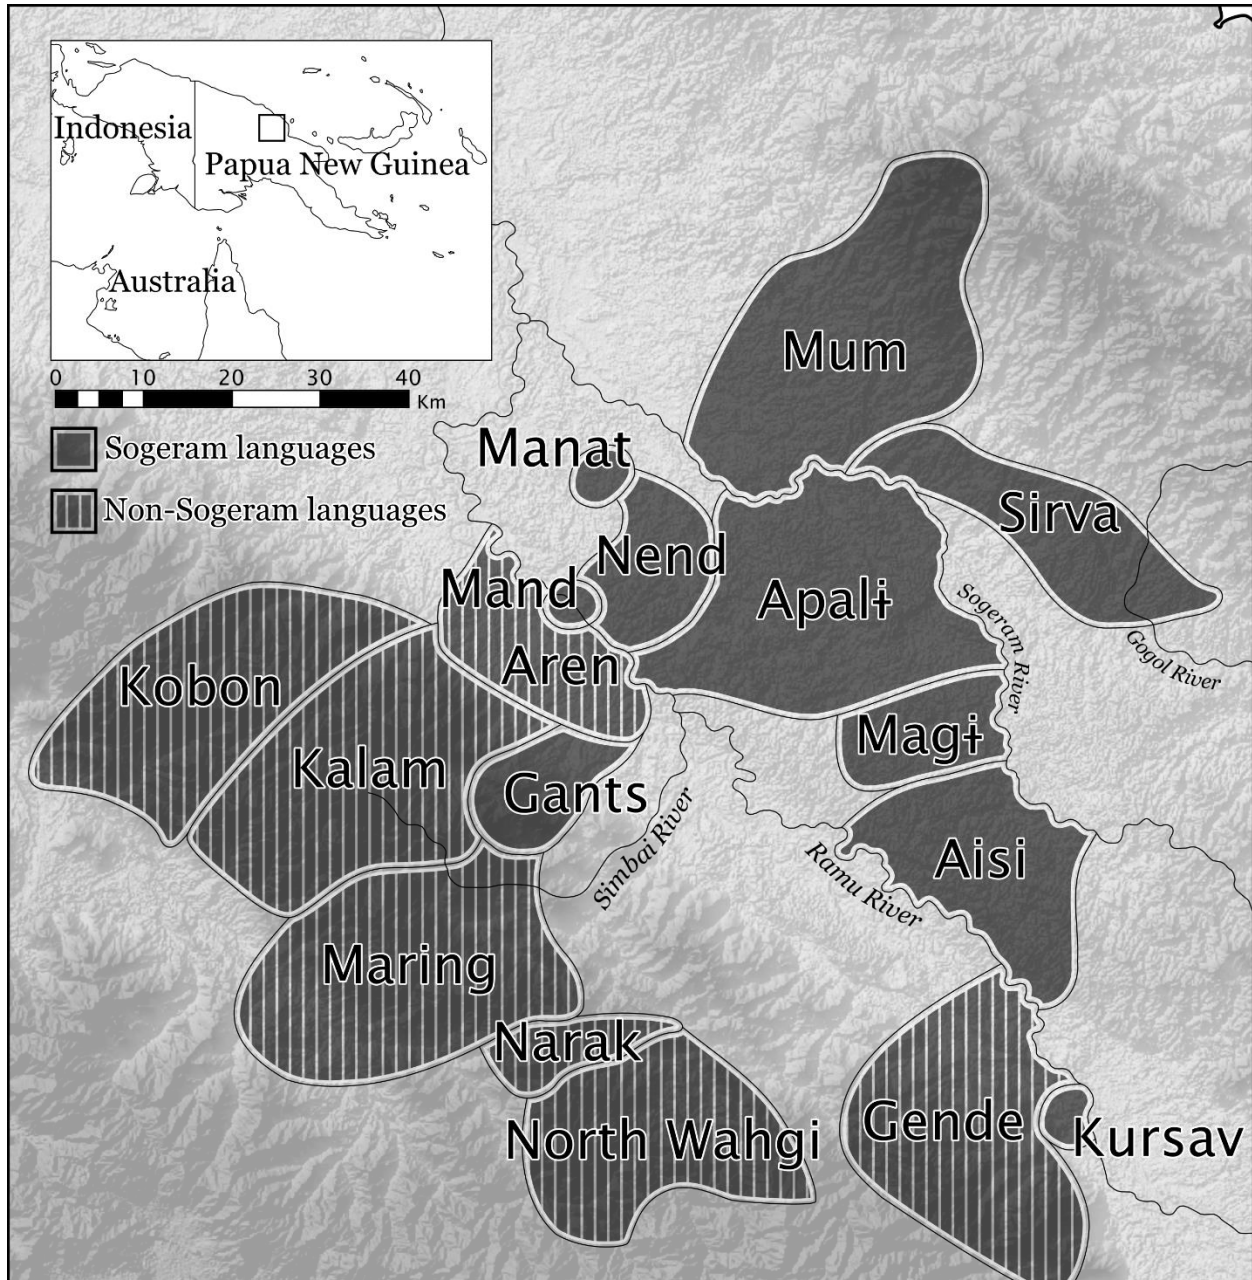 Indonesia
Papua New Guinea
Australia
0 10 20 30 40
Km
Sogeram languages
Non-Sogeram languages
Mum
Manat
Sirva
Nend
Mand
Apalɨ
Sogeram River
Gogol River
Aren
Kobon
Magɨ
Kalam
Gants
Simbai River
Aisi
Ramu River
Maring
Narak
Gende
North Wahgi
Kursav